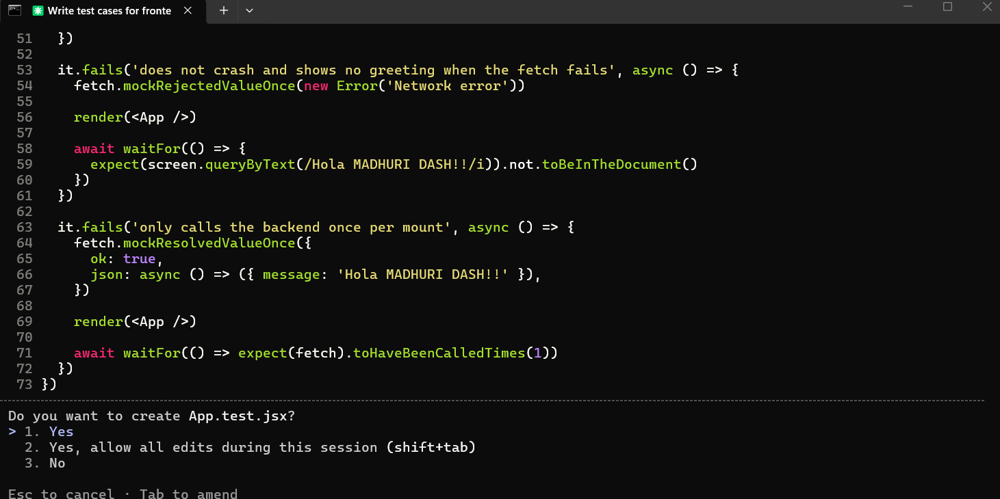 Write test cases for fronte
51 })
52
53 it.fails('does not crash and shows no greeting when the fetch fails', async () => {
54 fetch.mockRejectedValueOnce(new Error('Network error'))
55
56 render(<App />)
57
58 await waitFor(() => {
59 expect(screen.queryByText(/Hola MADHURI DASH!!/i)).not.toBeInTheDocument()
60 })
61 })
62
63 it.fails('only calls the backend once per mount', async () => {
64 fetch.mockResolvedValueOnce({
65 ok: true,
66 json: async () => ({ message: 'Hola MADHURI DASH!!' }),
67 })
68
69 render(<App />)
70
71 await waitFor(() => expect(fetch).toHaveBeenCalledTimes(1))
72 })
73 })
Do you want to create App.test.jsx?
> 1. Yes
2. Yes, allow all edits during this session (shift+tab)
3. No
Esc to cancel · Tab to amend